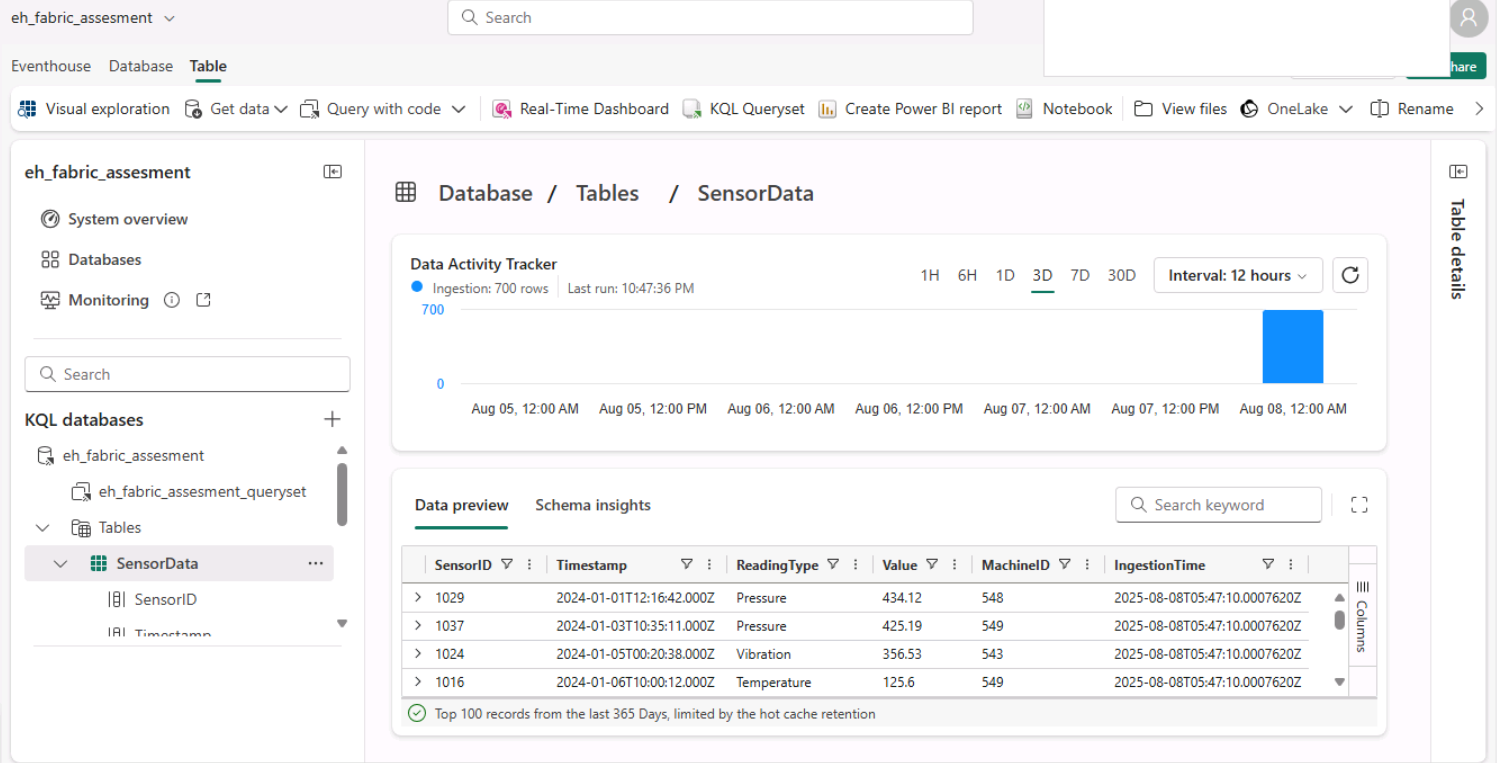 eh_fabric_assesment
Search
Eventhouse Database Table
hare
Visual exploration Get data Query with code Real-Time Dashboard KQL Queryset Create Power BI report Notebook View files OneLake Rename
eh_fabric_assesment
System overview
Databases
Monitoring
Search
KQL databases
eh_fabric_assesment
eh_fabric_assesment_queryset
Tables
SensorData
SensorID
Timestamp
Database / Tables / SensorData
Data Activity Tracker
Ingestion: 700 rows Last run: 10:47:36 PM
1H 6H 1D 3D 7D 30D Interval: 12 hours
700
0
Aug 05, 12:00 AM Aug 05, 12:00 PM Aug 06, 12:00 AM Aug 06, 12:00 PM Aug 07, 12:00 AM Aug 07, 12:00 PM Aug 08, 12:00 AM
Data preview Schema insights Search keyword
SensorID Timestamp ReadingType Value MachineID IngestionTime
1029 2024-01-01T12:16:42.000Z Pressure 434.12 548 2025-08-08T05:47:10.0007620Z
1037 2024-01-03T10:35:11.000Z Pressure 425.19 549 2025-08-08T05:47:10.0007620Z
1024 2024-01-05T00:20:38.000Z Vibration 356.53 543 2025-08-08T05:47:10.0007620Z
1016 2024-01-06T10:00:12.000Z Temperature 125.6 549 2025-08-08T05:47:10.0007620Z
Columns
Top 100 records from the last 365 Days, limited by the hot cache retention
Table details